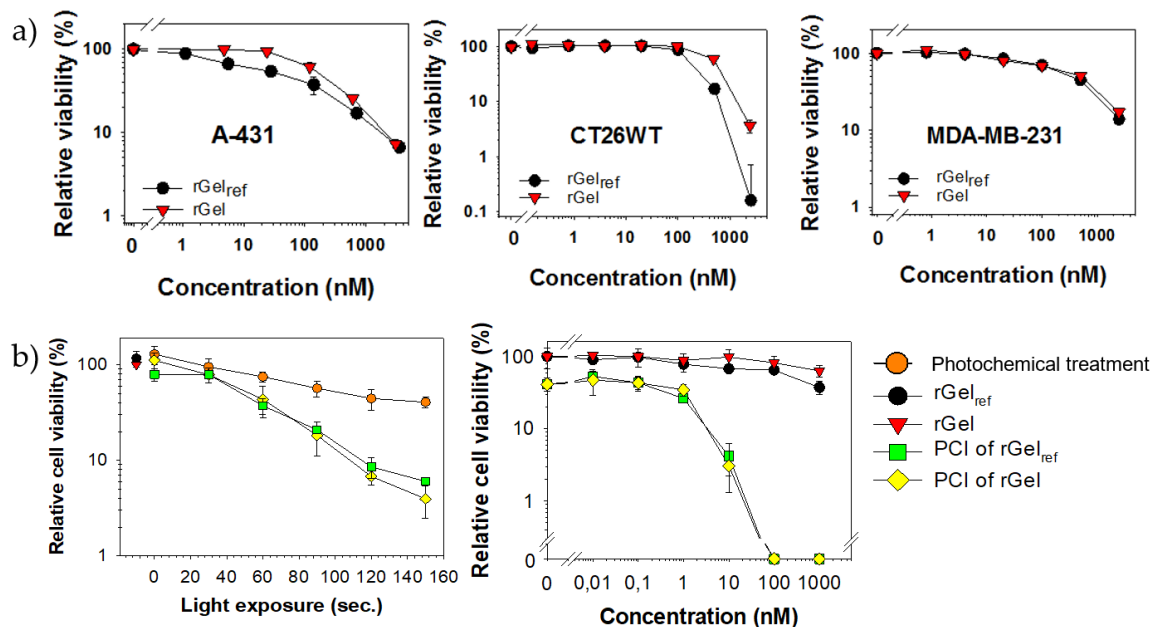 a)
Relative viability (%)
100
10
1
A-431
rGelref
rGel
0 1 10 100 1000
Concentration (nM)
Relative viability %)
100
10
1
0.1
CT26WT
rGelref
rGel
0 1 10 100 1000
Concentration (nM)
Relative viability (%)
100
10
1
MDA-MB-231
rGelref
rGel
0 1 10 100 1000
Concentration (nM)
b)
Relative cell viability (%)
100
10
1
0 20 40 60 80 100 120 140 160
Light exposure (sec.)
Relative cell viability (%)
100
10
1
0
0 0,01 0,1 1 10 100 1000
Concentration (nM)
Photochemical treatment
rGelref
rGel
PCI of rGelref
PCI of rGel